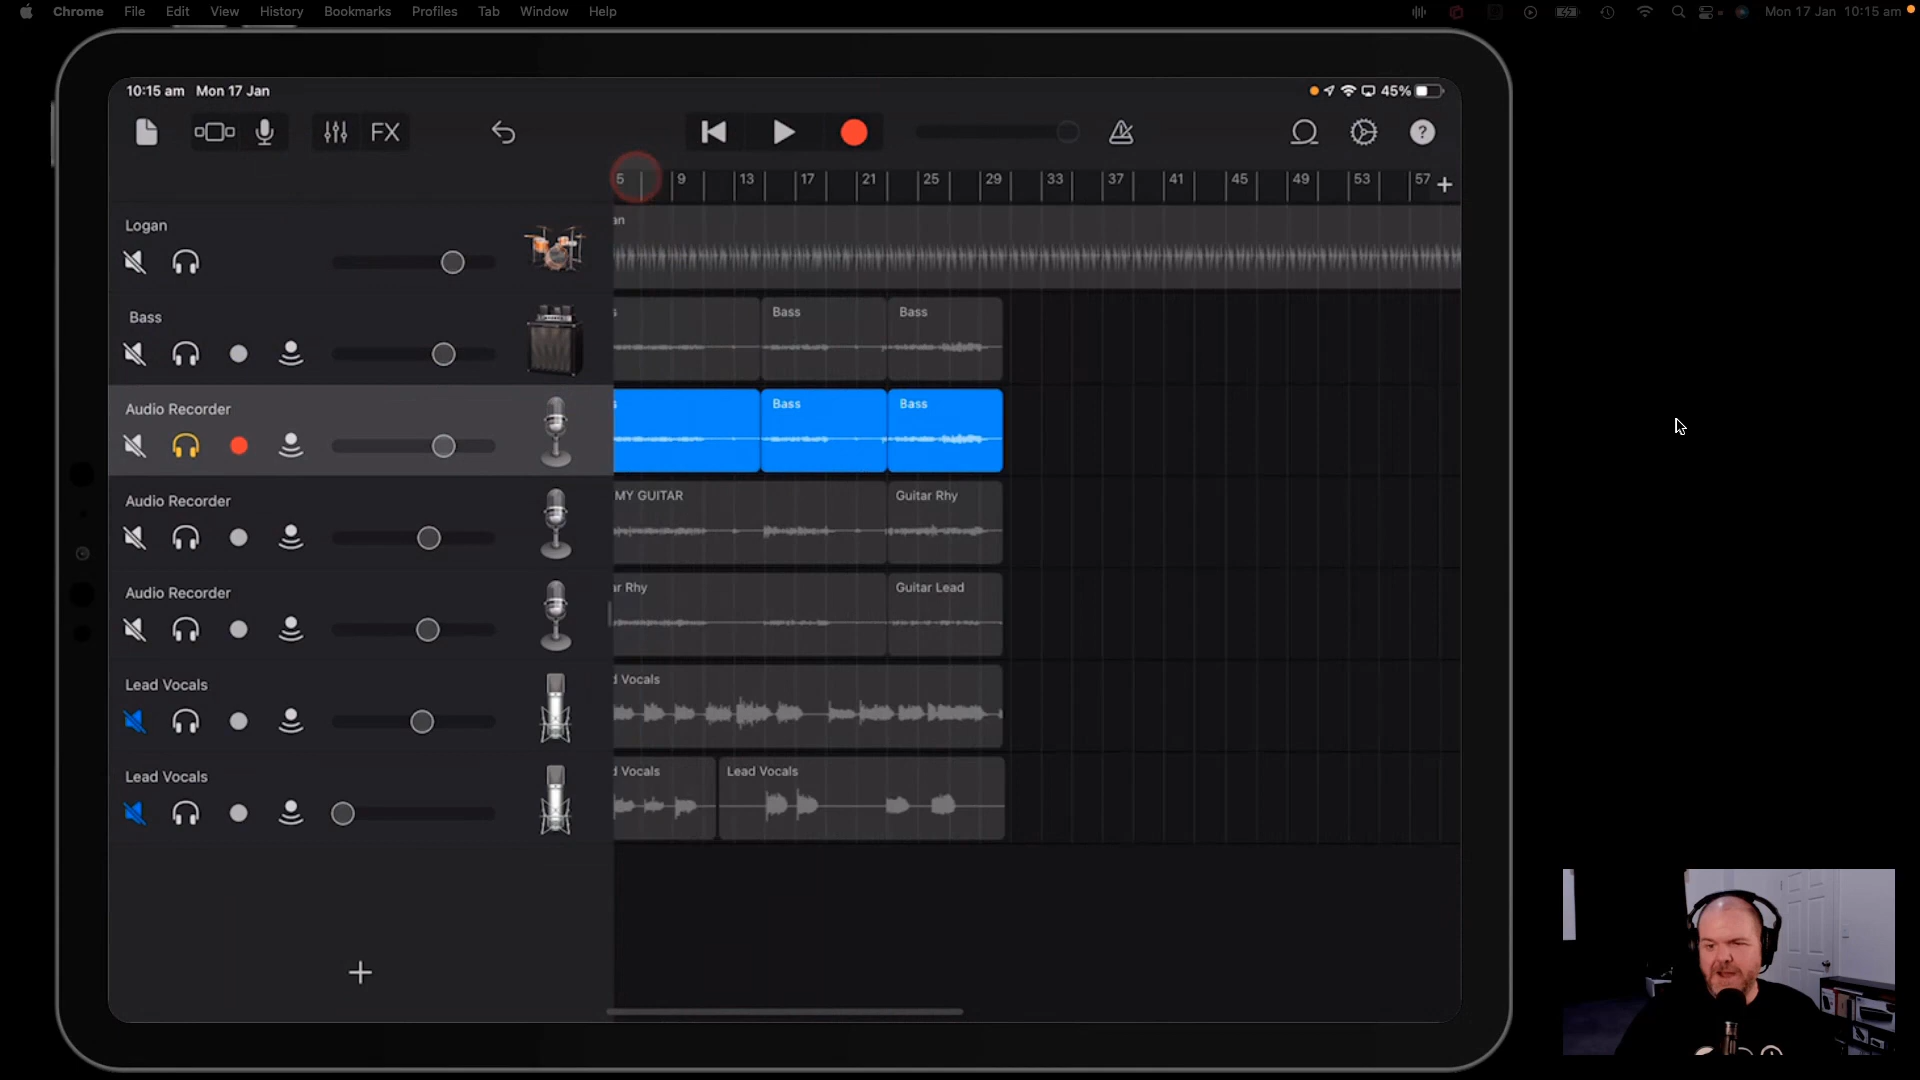 Chrome File Edit View History Bookmarks Profiles Tab Window Help Mon 17 Jan 10:15 am
10:15 am Mon 17 Jan 45%
FX ?
5 9 13 17 21 25 29 33 37 41 45 49 53 57 +
Logan an
Bass s Bass Bass
Audio Recorder s Bass Bass
Audio Recorder MY GUITAR Guitar Rhy
Audio Recorder ar Rhy Guitar Lead
Lead Vocals d Vocals
Lead Vocals d Vocals Lead Vocals
+